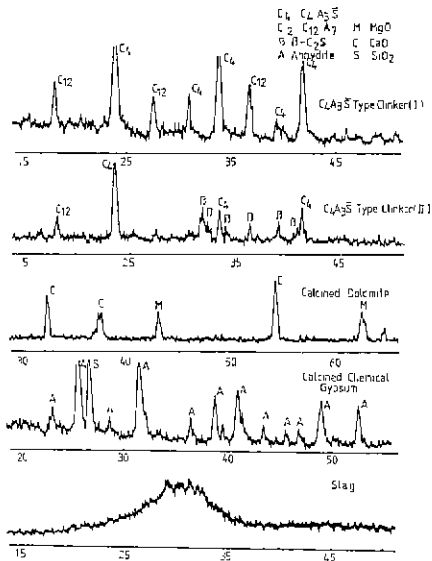 C4 C4A3S̄
C2 C12A7 M MgO
B B-C2S C CaO
A Anhydrite S SiO2
C12 C4 C12 C4 C4 C12 C4 C4
C4A3S̄ Type Clinker (I)
15 25 35 45
C12 C4 B B C4 B B B B C4
C4A3S̄ Type Clinker (II)
15 25 35 45
C C M C M
Calcined Dolomite
30 40 50 60
A A S A A A A A A A A A A
Calcined Chemical
Gypsum
20 30 40 50
Slag
15 25 35 45